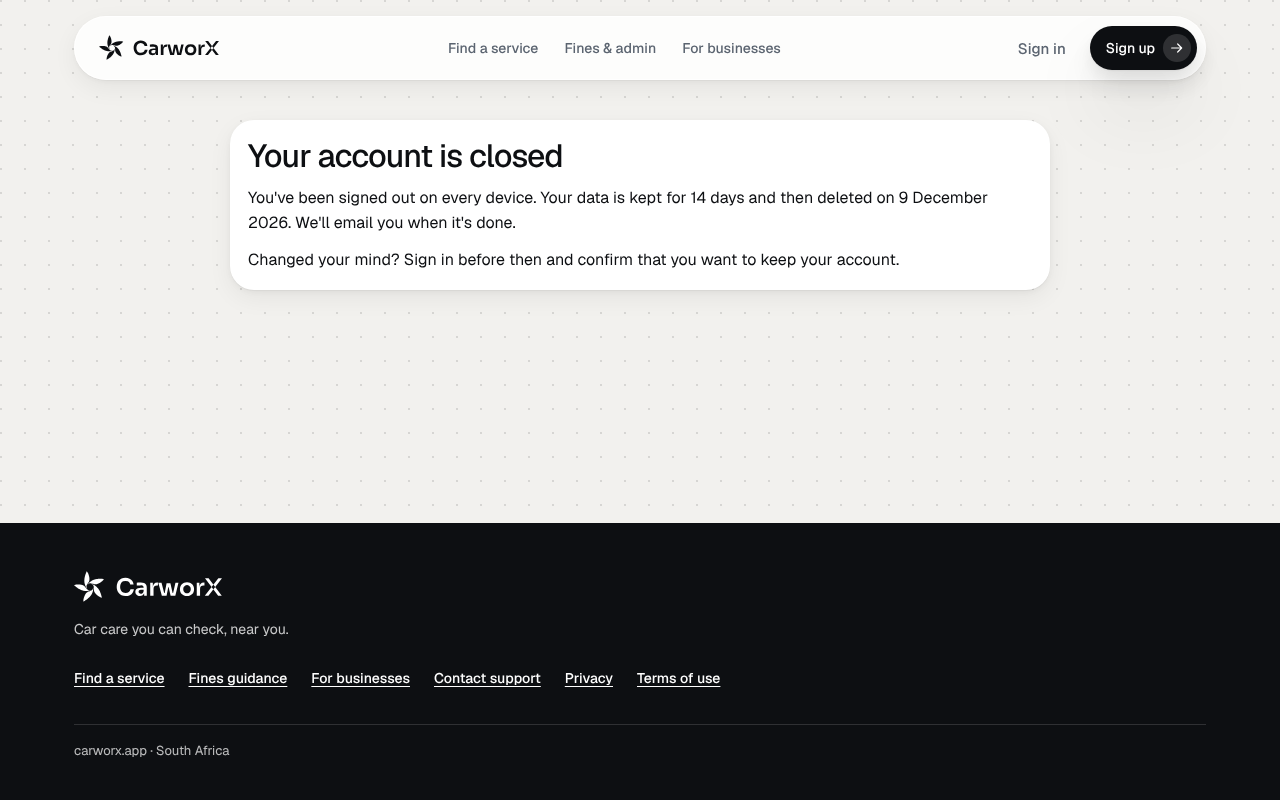 CarworX
Find a service
Fines & admin
For businesses
Sign in
Sign up
Your account is closed
You've been signed out on every device. Your data is kept for 14 days and then deleted on 9 December
2026. We'll email you when it's done.
Changed your mind? Sign in before then and confirm that you want to keep your account.
CarworX
Car care you can check, near you.
Find a service
Fines guidance
For businesses
Contact support
Privacy
Terms of use
carworx.app · South Africa